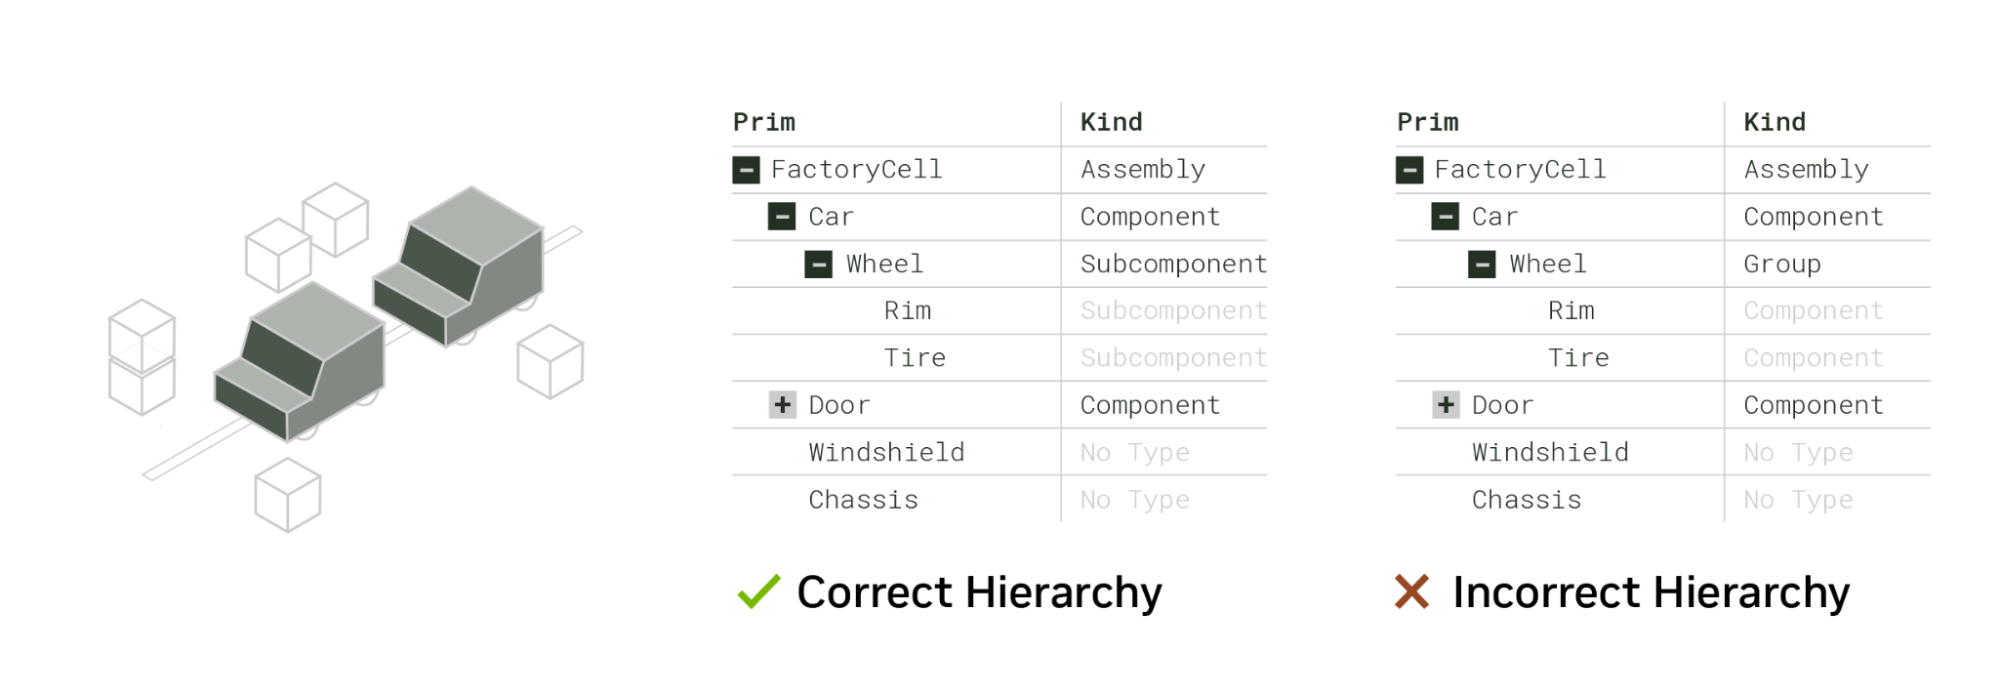 Prim Kind
FactoryCell Assembly
Car Component
Wheel Subcomponent
Rim Subcomponent
Tire Subcomponent
Door Component
Windshield No Type
Chassis No Type
Correct Hierarchy
Prim Kind
FactoryCell Assembly
Car Component
Wheel Group
Rim Component
Tire Component
Door Component
Windshield No Type
Chassis No Type
Incorrect Hierarchy